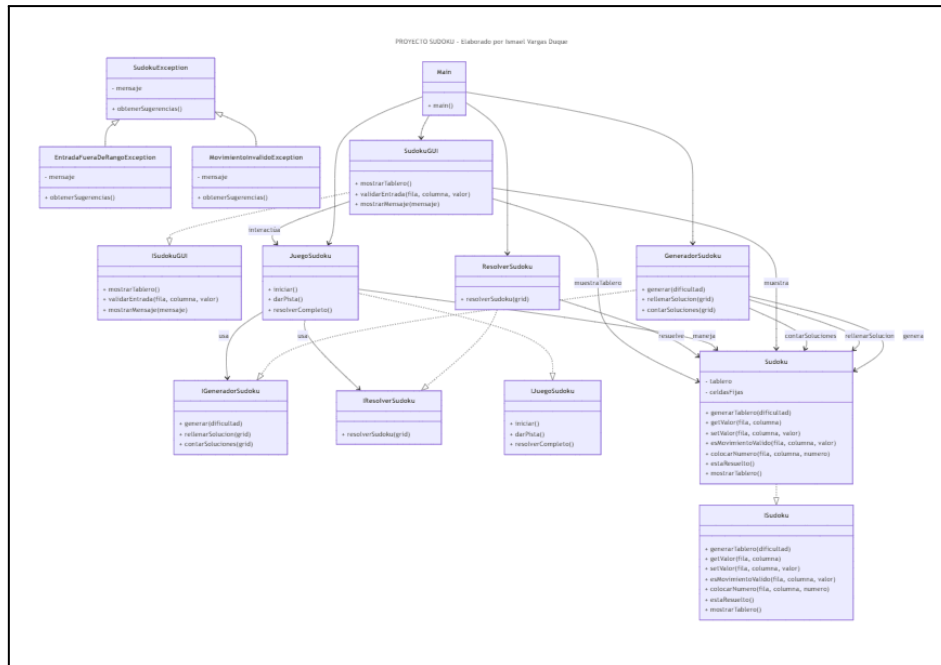 PROYECTO SUDOKU - Elaborado por Ismael Vargas Duque
SudokuException
- mensaje
+ obtenerSugerencias()
Main
+ main()
EntradaFueraDeRangoException
- mensaje
+ obtenerSugerencias()
MovimientoInvalidoException
- mensaje
+ obtenerSugerencias()
SudokuGUI
+ mostrarTablero()
+ validarEntrada(fila, columna, valor)
+ mostrarMensaje(mensaje)
interactúa
ISudokuGUI
+ mostrarTablero()
+ validarEntrada(fila, columna, valor)
+ mostrarMensaje(mensaje)
JuegoSudoku
+ iniciar()
+ darPista()
+ resolverCompleto()
ResolverSudoku
+ resolverSudoku(grid)
muestraTablero
GeneradorSudoku
+ generar(dificultad)
+ rellenarSolucion(grid)
+ contarSoluciones(grid)
muestra
usa
usa
resuelve
maneja
contarSoluciones
rellenarSolucion
genera
IGeneradorSudoku
+ generar(dificultad)
+ rellenarSolucion(grid)
+ contarSoluciones(grid)
IResolverSudoku
+ resolverSudoku(grid)
IJuegoSudoku
+ iniciar()
+ darPista()
+ resolverCompleto()
Sudoku
- tablero
- celdasFijas
+ generarTablero(dificultad)
+ getValor(fila, columna)
+ setValor(fila, columna, valor)
+ esMovimientoValido(fila, columna, valor)
+ colocarNumero(fila, columna, numero)
+ estaResuelto()
+ mostrarTablero()
ISudoku
+ generarTablero(dificultad)
+ getValor(fila, columna)
+ setValor(fila, columna, valor)
+ esMovimientoValido(fila, columna, valor)
+ colocarNumero(fila, columna, numero)
+ estaResuelto()
+ mostrarTablero()